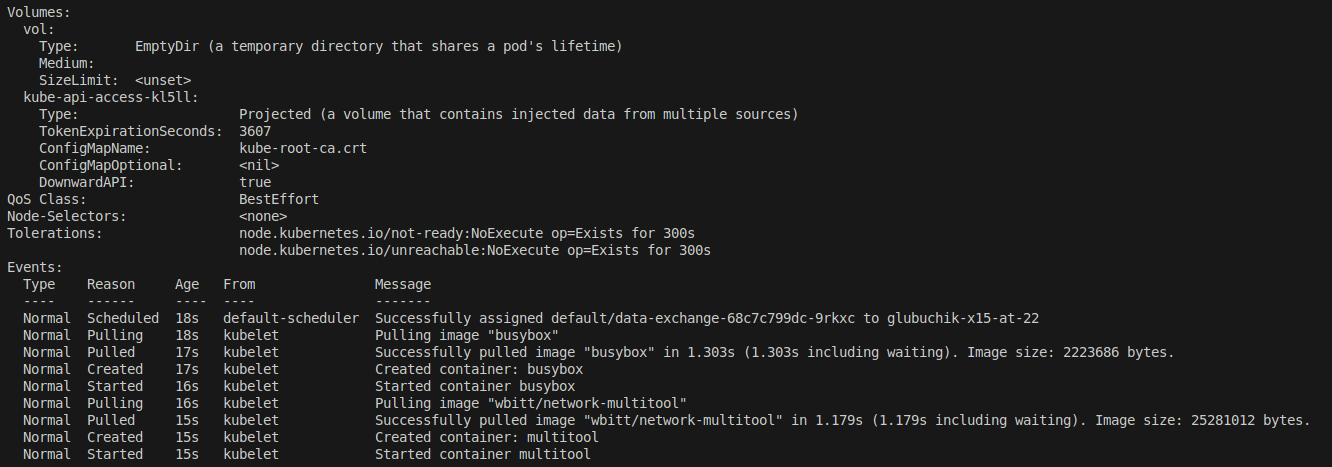 Volumes:
  vol:
    Type:       EmptyDir (a temporary directory that shares a pod's lifetime)
    Medium:
    SizeLimit:  <unset>
  kube-api-access-kl5ll:
    Type:                    Projected (a volume that contains injected data from multiple sources)
    TokenExpirationSeconds:  3607
    ConfigMapName:           kube-root-ca.crt
    ConfigMapOptional:       <nil>
    DownwardAPI:             true
QoS Class:                   BestEffort
Node-Selectors:              <none>
Tolerations:                 node.kubernetes.io/not-ready:NoExecute op=Exists for 300s
                             node.kubernetes.io/unreachable:NoExecute op=Exists for 300s
Events:
  Type    Reason     Age   From               Message
  ----    ------     ----  ----               -------
  Normal  Scheduled  18s   default-scheduler  Successfully assigned default/data-exchange-68c7c799dc-9rkxc to glubuchik-x15-at-22
  Normal  Pulling    18s   kubelet            Pulling image "busybox"
  Normal  Pulled     17s   kubelet            Successfully pulled image "busybox" in 1.303s (1.303s including waiting). Image size: 2223686 bytes.
  Normal  Created    17s   kubelet            Created container: busybox
  Normal  Started    16s   kubelet            Started container busybox
  Normal  Pulling    16s   kubelet            Pulling image "wbitt/network-multitool"
  Normal  Pulled     15s   kubelet            Successfully pulled image "wbitt/network-multitool" in 1.179s (1.179s including waiting). Image size: 25281012 bytes.
  Normal  Created    15s   kubelet            Created container: multitool
  Normal  Started    15s   kubelet            Started container multitool